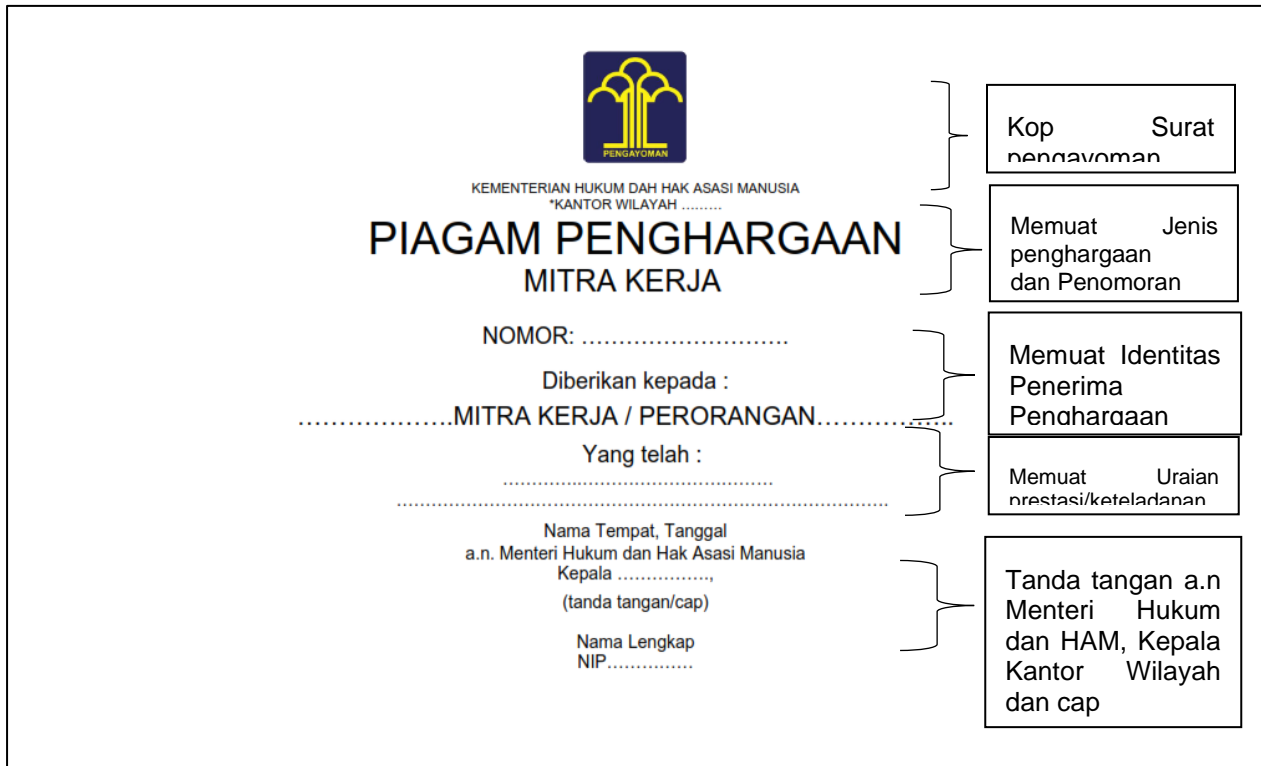 PENGAYOMAN
KEMENTERIAN HUKUM DAH HAK ASASI MANUSIA
*KANTOR WILAYAH .........
PIAGAM PENGHARGAAN
MITRA KERJA
NOMOR: ...........................
Diberikan kepada :
....................MITRA KERJA / PERORANGAN.................
Yang telah :
...............................................
.....................................................................................
Nama Tempat, Tanggal
a.n. Menteri Hukum dan Hak Asasi Manusia
Kepala ................,
(tanda tangan/cap)
Nama Lengkap
NIP...............
Kop Surat
pengayoman
Memuat Jenis
penghargaan
dan Penomoran
Memuat Identitas
Penerima
Penghargaan
Memuat Uraian
prestasi/keteladanan
Tanda tangan a.n
Menteri Hukum
dan HAM, Kepala
Kantor Wilayah
dan cap